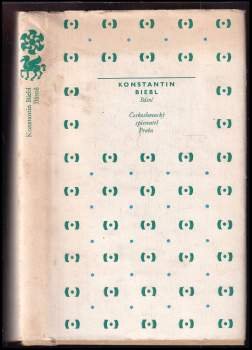 Konstantin Biebl
Básně
KONSTANTIN
BIEBL
Básně
Československý
spisovatel
Praha